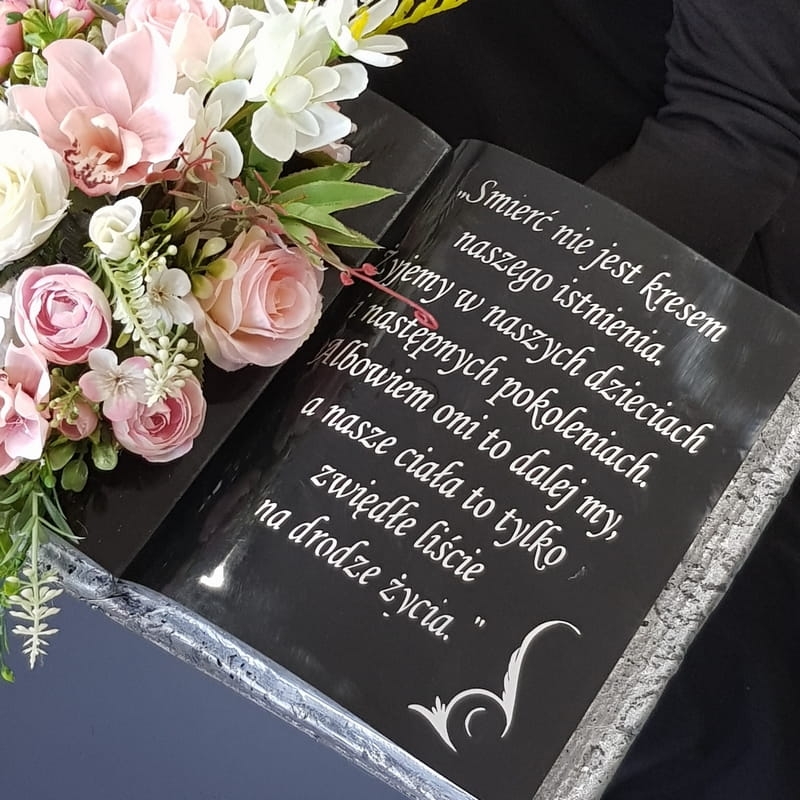 „Smierć nie jest kresem
naszego istnienia.
Żyjemy w naszych dzieciach
i następnych pokoleniach.
Albowiem oni to dalej my,
a nasze ciała to tylko
zwiędłe liście
na drodze życia. "